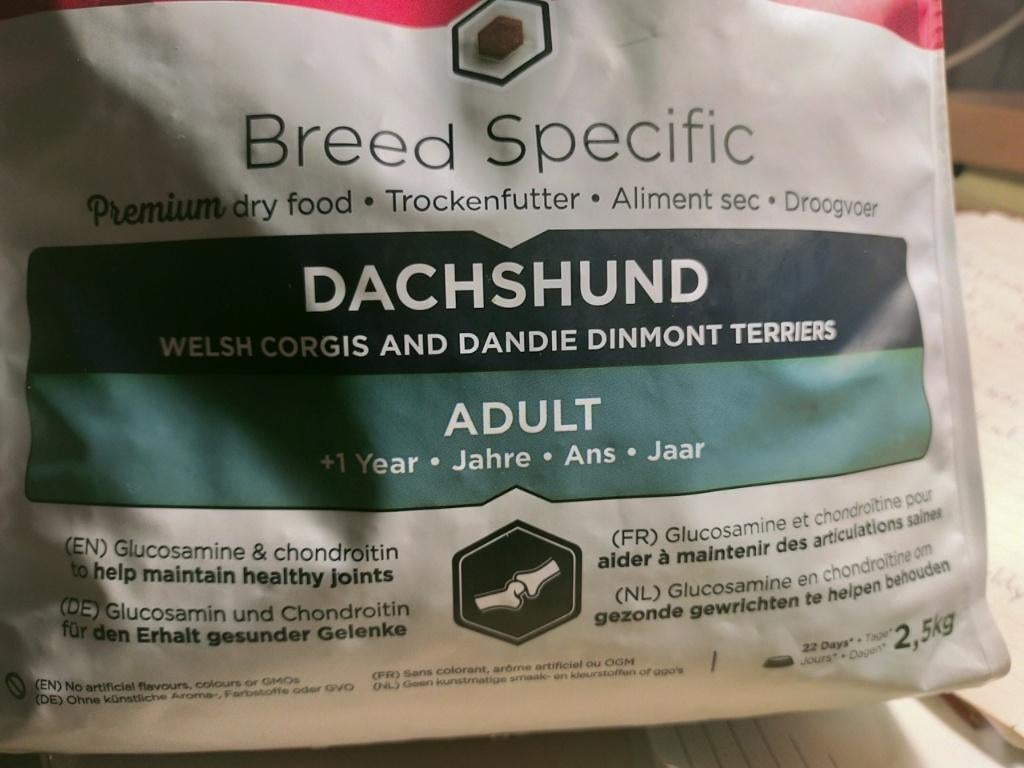 Breed Specific
Premium dry food • Trockenfutter • Aliment sec • Droogvoer
DACHSHUND
WELSH CORGIS AND DANDIE DINMONT TERRIERS
ADULT
+1 Year • Jahre • Ans • Jaar
(EN) Glucosamine & chondroitin
to help maintain healthy joints
(DE) Glucosamin und Chondroitin
für den Erhalt gesunder Gelenke
(FR) Glucosamine et chondroïtine pour
aider à maintenir des articulations saines
(NL) Glucosamine en chondroïtine om
gezonde gewrichten te helpen behouden
(EN) No artificial flavours, colours or GMOs
(DE) Ohne künstliche Aroma-, Farbstoffe oder GVO
(FR) Sans colorant, arôme artificiel ou OGM
(NL) Geen kunstmatige smaak- en kleurstoffen of ggo's
22 Days* • Tage*
Jours* • Dagen*
2,5kg